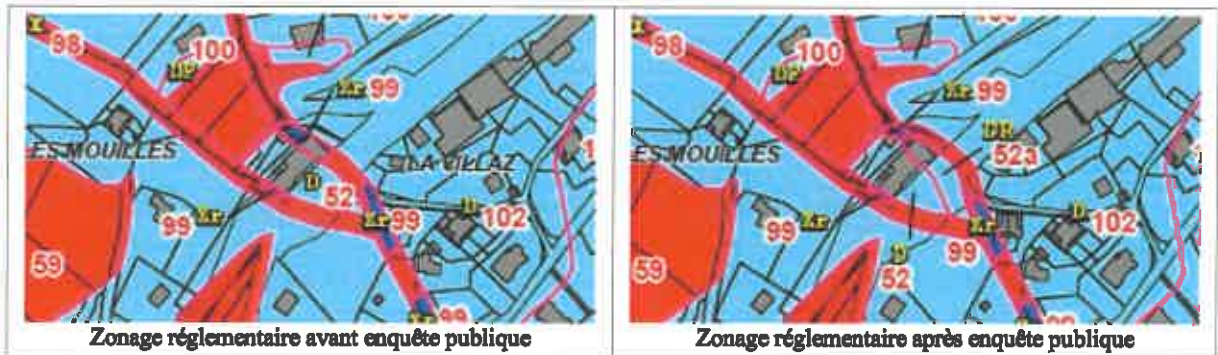 X
98
100
DP
Xr 99
ES MOUILLES
LA VILLAZ
D
52
Xr
99
D
102
99 Xr
59
99
Zonage réglementaire avant enquête publique
X
98
100
DP
Xr
99
DR
52a
ES MOUILLES
D
102
99 Xr
Xr
99
D
52
59
Zonage réglementaire après enquête publique